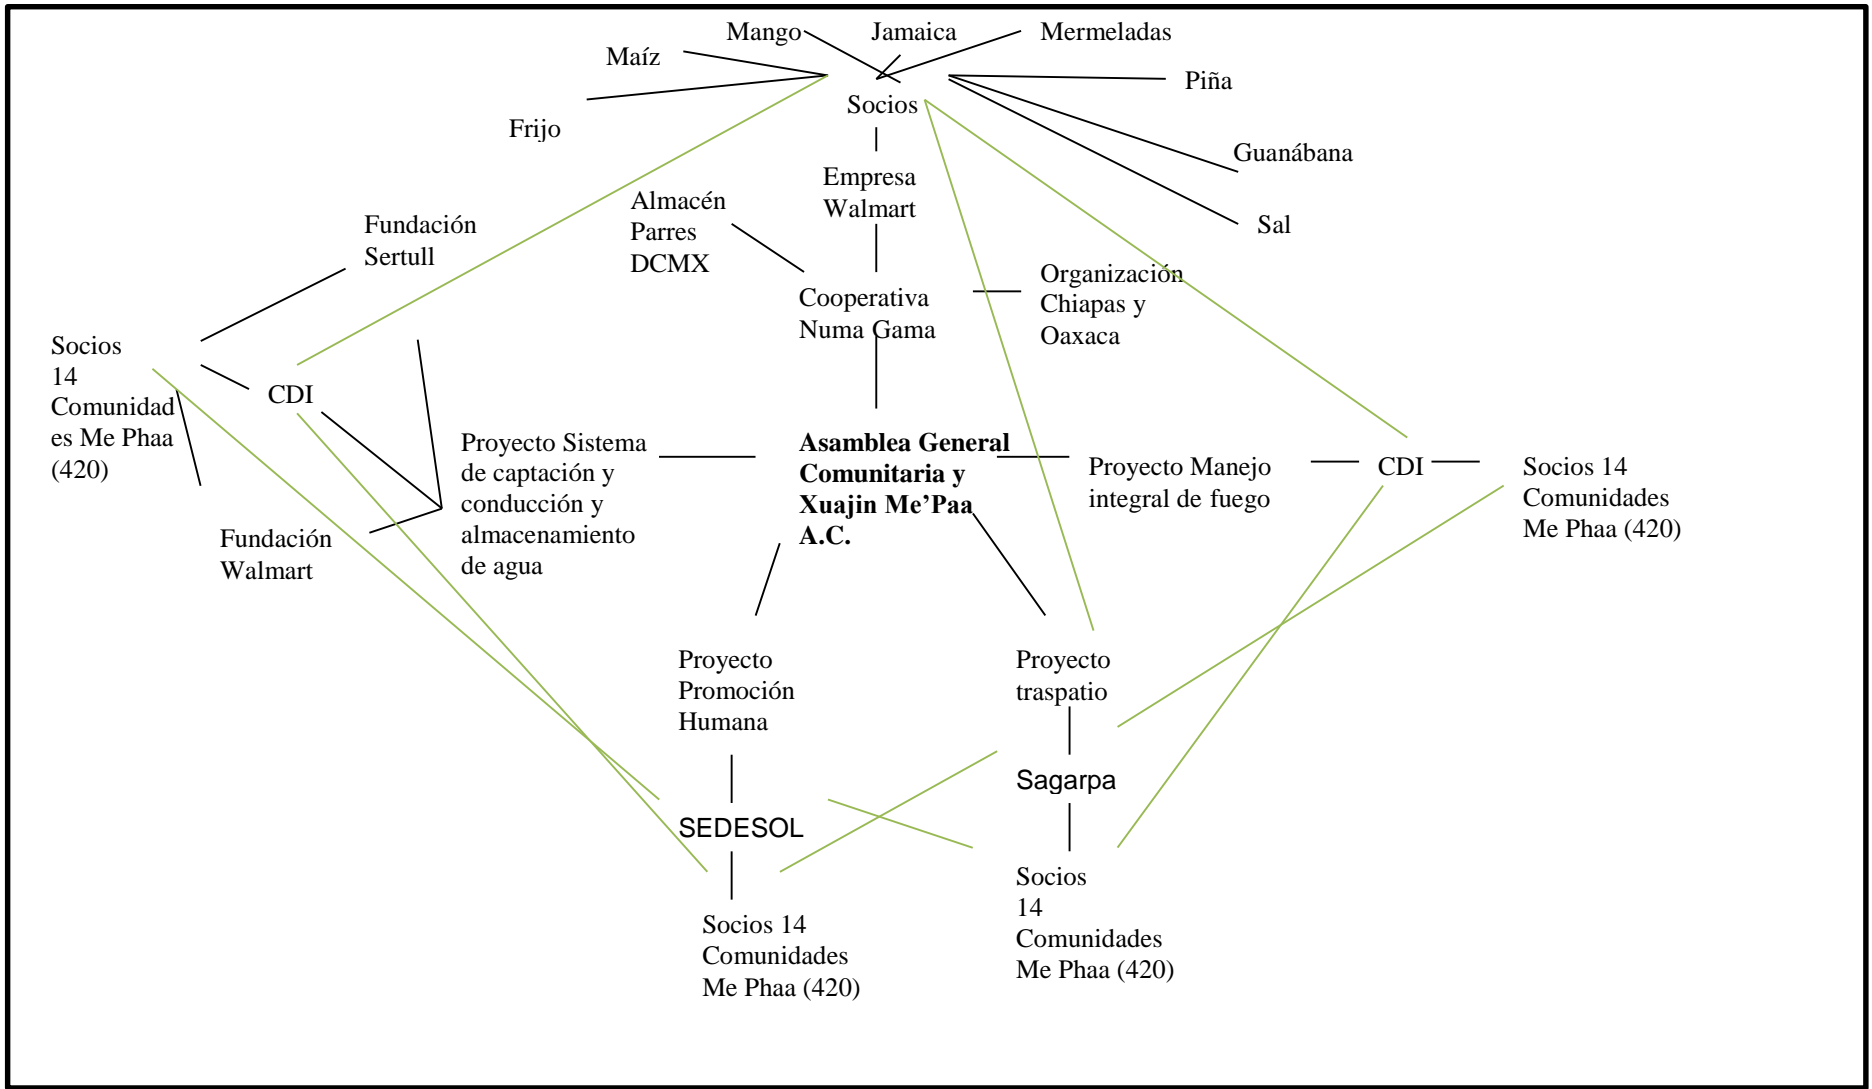 Mango
Jamaica
Mermeladas
Maíz
Piña
Socios
Frijo
Guanábana
Empresa
Walmart
Almacén
Parres
DCMX
Fundación
Sertull
Sal
Organización
Chiapas y
Oaxaca
Cooperativa
Numa Gama
Socios
14
Comunidad
es Me Phaa
(420)
CDI
Proyecto Sistema
de captación y
conducción y
almacenamiento
de agua
Asamblea General
Comunitaria y
Xuajin Me’Paa
A.C.
Proyecto Manejo
integral de fuego
CDI
Socios 14
Comunidades
Me Phaa (420)
Fundación
Walmart
Proyecto
Promoción
Humana
Proyecto
traspatio
Sagarpa
SEDESOL
Socios
14
Comunidades
Me Phaa (420)
Socios 14
Comunidades
Me Phaa (420)